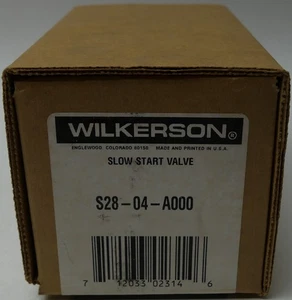 WILKERSON®
ENGLEWOOD, COLORADO 80155 MADE AND PRINTED IN U.S.A.
SLOW START VALVE
S28-04-A000
7 12033 02314 6